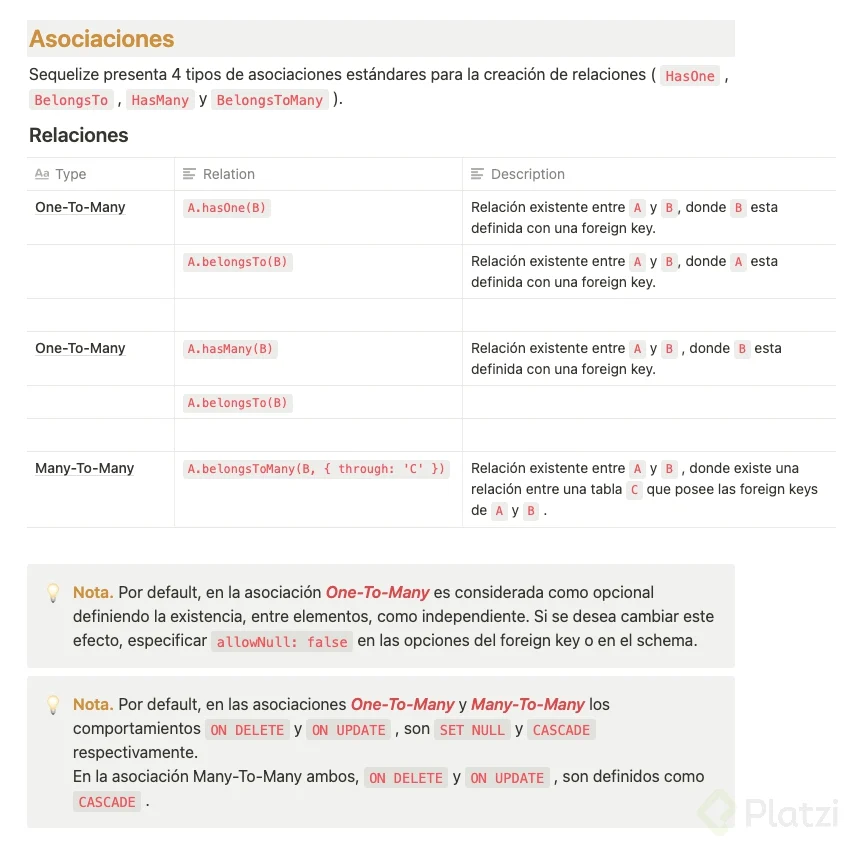 Asociaciones
Sequelize presenta 4 tipos de asociaciones estándares para la creación de relaciones ( HasOne ,
BelongsTo , HasMany y BelongsToMany ).
Relaciones
Aa Type Relation Description
One-To-Many A.hasOne(B) Relación existente entre A y B , donde B esta
definida con una foreign key.
A.belongsTo(B) Relación existente entre A y B , donde A esta
definida con una foreign key.
One-To-Many A.hasMany(B) Relación existente entre A y B , donde B esta
definida con una foreign key.
A.belongsTo(B)
Many-To-Many A.belongsToMany(B, { through: 'C' }) Relación existente entre A y B , donde existe una
relación entre una tabla C que posee las foreign keys
de A y B .
Nota. Por default, en la asociación One-To-Many es considerada como opcional
definiendo la existencia, entre elementos, como independiente. Si se desea cambiar este
efecto, especificar allowNull: false en las opciones del foreign key o en el schema.
Nota. Por default, en las asociaciones One-To-Many y Many-To-Many los
comportamientos ON DELETE y ON UPDATE , son SET NULL y CASCADE
respectivamente.
En la asociación Many-To-Many ambos, ON DELETE y ON UPDATE , son definidos como
CASCADE .
Platzi